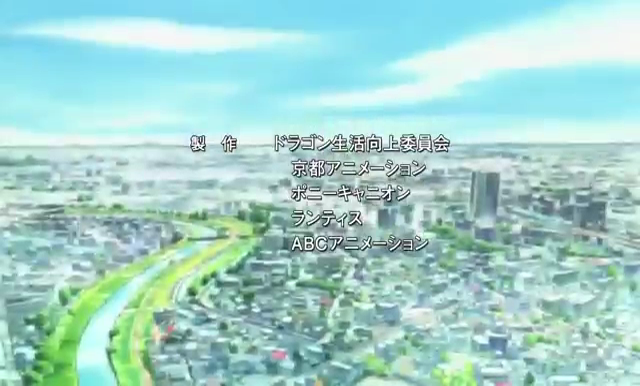 製作 ドラゴン生活向上委員会
京都アニメーション
ポニーキャニオン
ランティス
ABCアニメーション